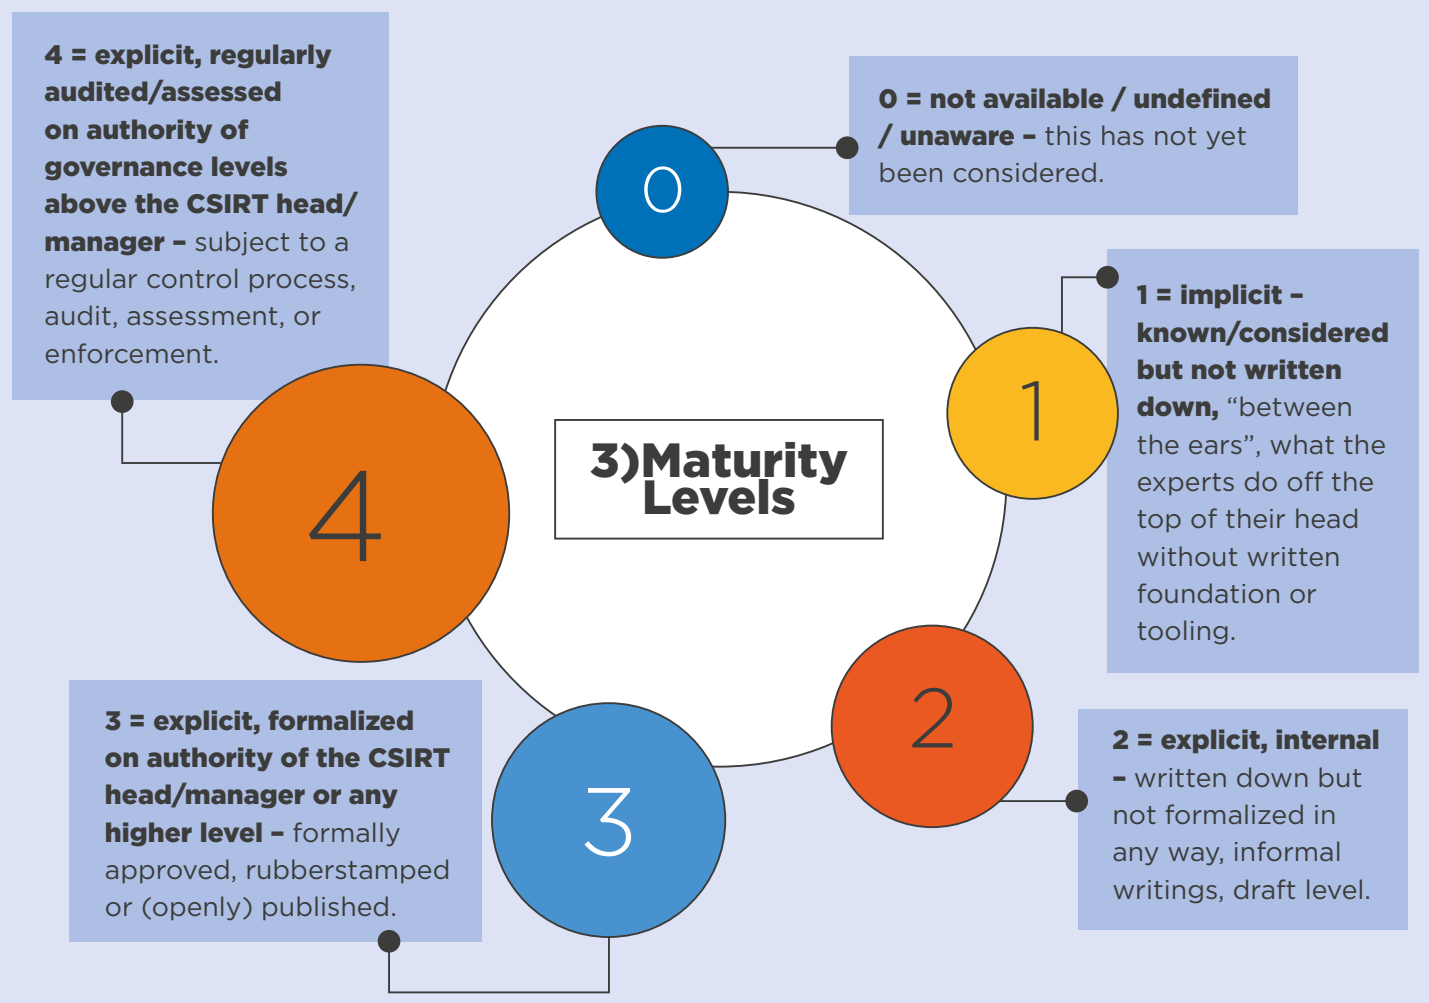 4 = explicit, regularly
audited/assessed
on authority of
governance levels
above the CSIRT head/
manager – subject to a
regular control process,
audit, assessment, or
enforcement.
0 = not available / undefined
/ unaware – this has not yet
been considered.
0
1 = implicit –
known/considered
but not written
down, “between
the ears”, what the
experts do off the
top of their head
without written
foundation or
tooling.
1
3)Maturity
Levels
4
2
2 = explicit, internal
– written down but
not formalized in
any way, informal
writings, draft level.
3 = explicit, formalized
on authority of the CSIRT
head/manager or any
higher level – formally
approved, rubberstamped
or (openly) published.
3